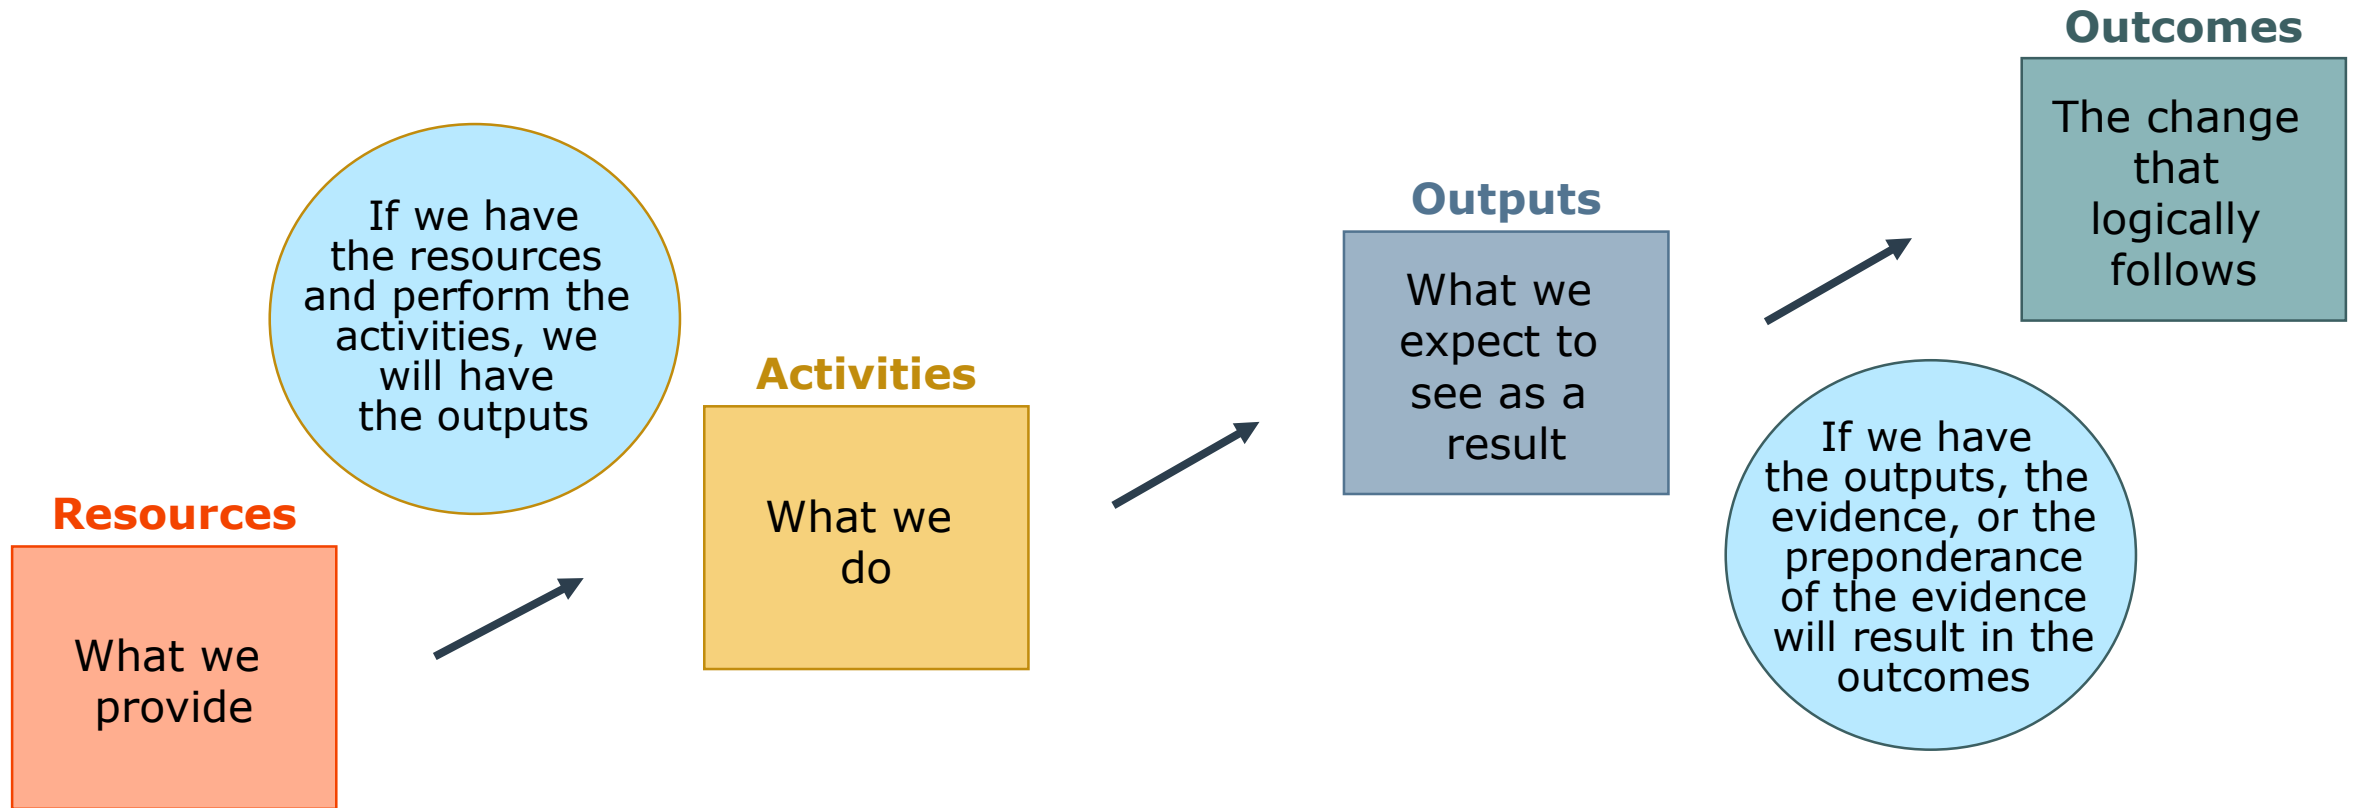 Resources
What we
provide
If we have
the resources
and perform the
activities, we
will have
the outputs
Activities
What we
do
Outputs
What we
expect to
see as a
result
Outcomes
The change
that
logically
follows
If we have
the outputs, the
evidence, or the
preponderance
of the evidence
will result in the
outcomes